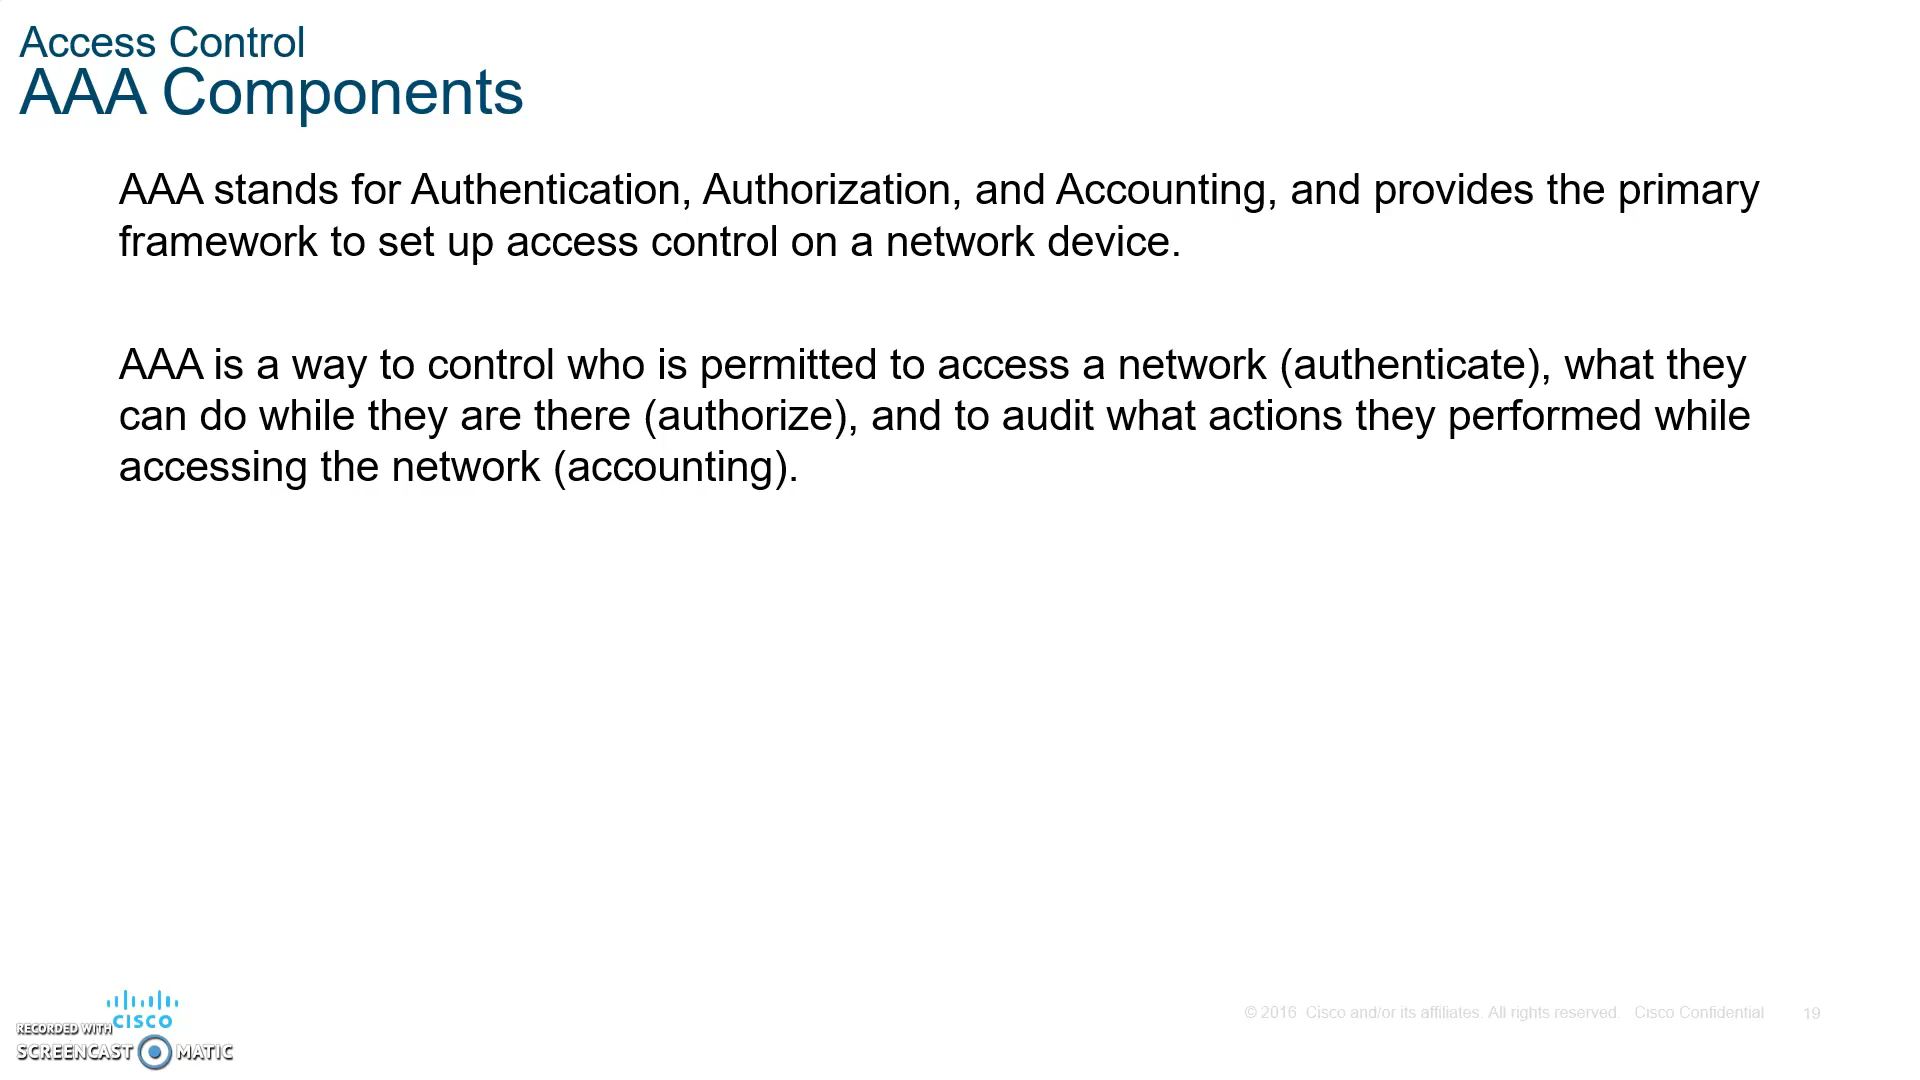 Access Control
AAA Components
AAA stands for Authentication, Authorization, and Accounting, and provides the primary
framework to set up access control on a network device.
AAA is a way to control who is permitted to access a network (authenticate), what they
can do while they are there (authorize), and to audit what actions they performed while
accessing the network (accounting).
CISCO
RECORDED WITH
SCREENCAST MATIC
© 2016 Cisco and/or its affiliates. All rights reserved. Cisco Confidential 19